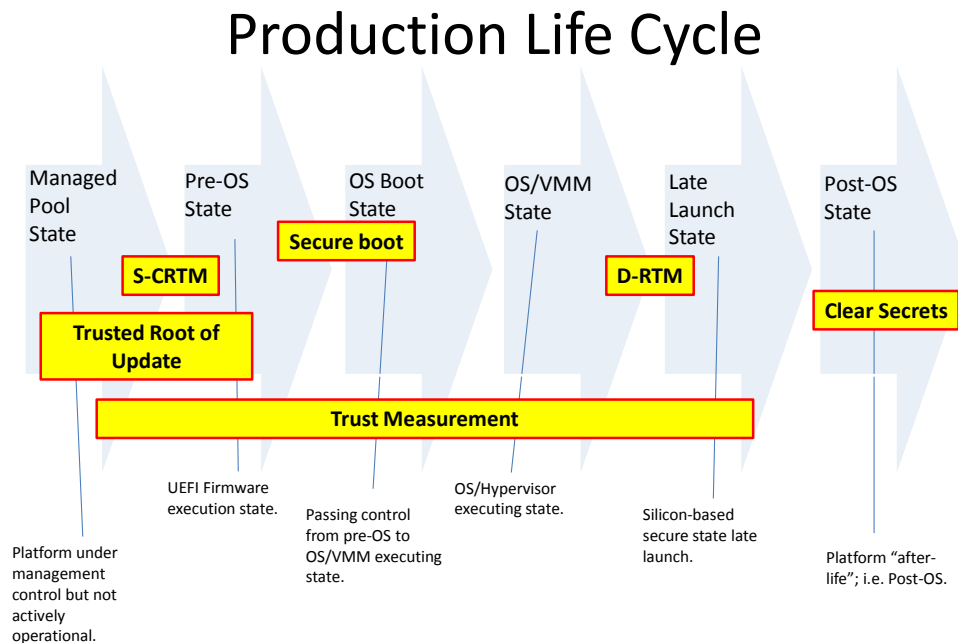 Production Life Cycle
Managed
Pool
State
Pre-OS
State
OS Boot
State
OS/VMM
State
Late
Launch
State
Post-OS
State
Secure boot
S-CRTM
D-RTM
Clear Secrets
Trusted Root of
Update
Trust Measurement
UEFI Firmware
execution state.
OS/Hypervisor
executing state.
Passing control
from pre-OS to
OS/VMM executing
state.
Silicon-based
secure state late
launch.
Platform under
management
control but not
actively
operational.
Platform “after-
life”; i.e. Post-OS.